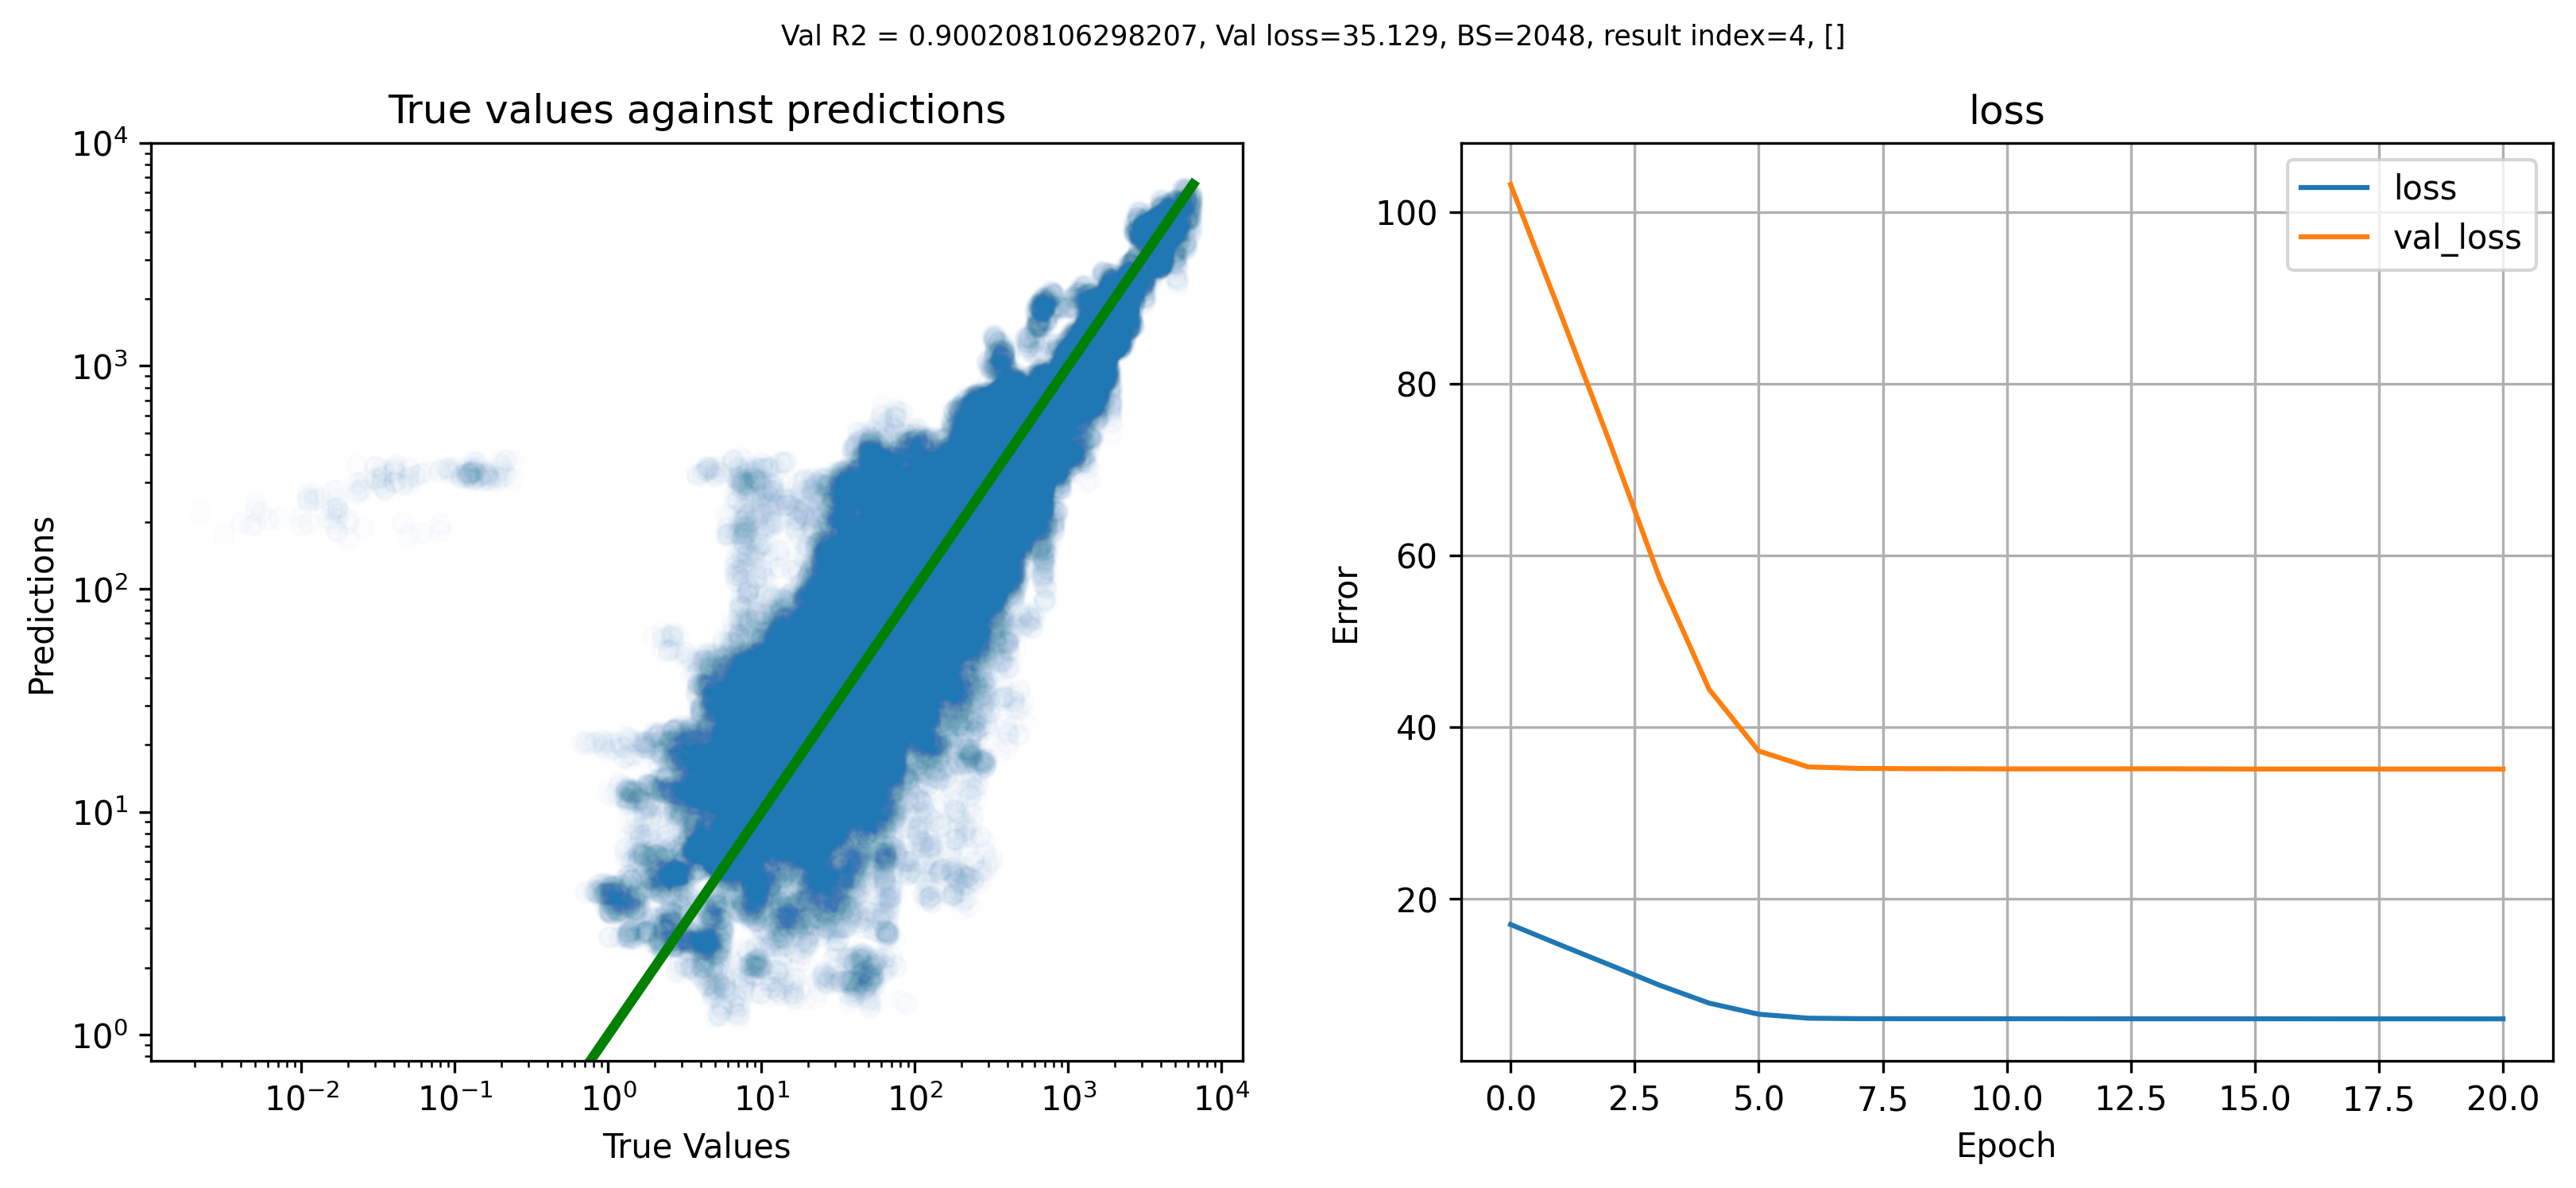 Val R2 = 0.900208106298207, Val loss=35.129, BS=2048, result index=4, []
True values against predictions
10⁴
10³
10²
10¹
10⁰
Predictions
10⁻² 10⁻¹ 10⁰ 10¹ 10² 10³ 10⁴
True Values
loss
loss
val_loss
100
80
60
40
20
Error
0.0 2.5 5.0 7.5 10.0 12.5 15.0 17.5 20.0
Epoch